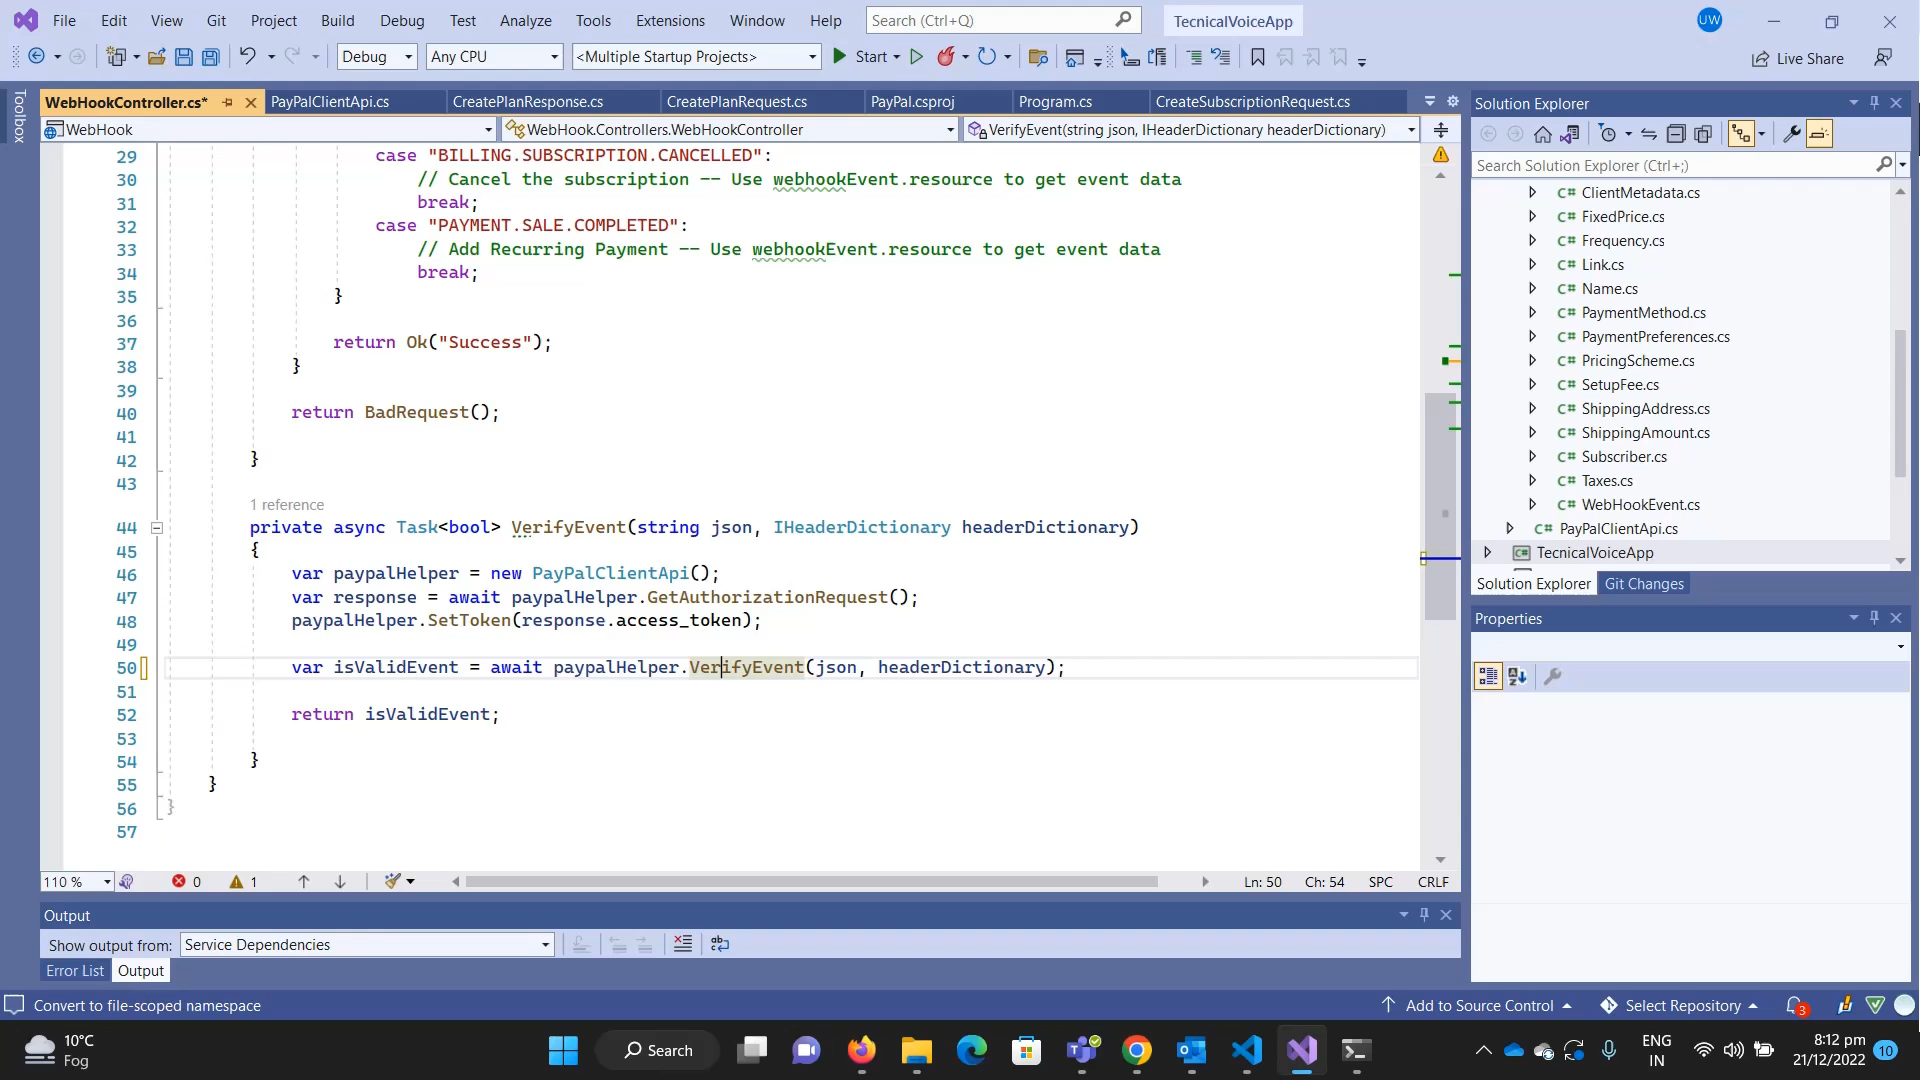 File Edit View Git Project Build Debug Test Analyze Tools Extensions Window Help Search (Ctrl+Q) TecnicalVoiceApp UW
Debug Any CPU <Multiple Startup Projects> Start Live Share
Toolbox
WebHookController.cs* PayPalClientApi.cs CreatePlanResponse.cs CreatePlanRequest.cs PayPal.csproj Program.cs CreateSubscriptionRequest.cs
WebHook WebHook.Controllers.WebHookController VerifyEvent(string json, IHeaderDictionary headerDictionary)
29 case "BILLING.SUBSCRIPTION.CANCELLED":
30 // Cancel the subscription -- Use webhookEvent.resource to get event data
31 break;
32 case "PAYMENT.SALE.COMPLETED":
33 // Add Recurring Payment -- Use webhookEvent.resource to get event data
34 break;
35 }
36
37 return Ok("Success");
38 }
39
40 return BadRequest();
41
42 }
43
1 reference
44 private async Task<bool> VerifyEvent(string json, IHeaderDictionary headerDictionary)
45 {
46 var paypalHelper = new PayPalClientApi();
47 var response = await paypalHelper.GetAuthorizationRequest();
48 paypalHelper.SetToken(response.access_token);
49
50 var isValidEvent = await paypalHelper.VerifyEvent(json, headerDictionary);
51
52 return isValidEvent;
53
54 }
55 }
56 }
57
110 % 0 1 Ln: 50 Ch: 54 SPC CRLF
Output
Show output from: Service Dependencies
Error List Output
Solution Explorer
Search Solution Explorer (Ctrl+;)
C# ClientMetadata.cs
C# FixedPrice.cs
C# Frequency.cs
C# Link.cs
C# Name.cs
C# PaymentMethod.cs
C# PaymentPreferences.cs
C# PricingScheme.cs
C# SetupFee.cs
C# ShippingAddress.cs
C# ShippingAmount.cs
C# Subscriber.cs
C# Taxes.cs
C# WebHookEvent.cs
C# PayPalClientApi.cs
C# TecnicalVoiceApp
Solution Explorer Git Changes
Properties
Convert to file-scoped namespace Add to Source Control Select Repository 3
10°C
Fog
Search
ENG
IN
8:12 pm
21/12/2022
10